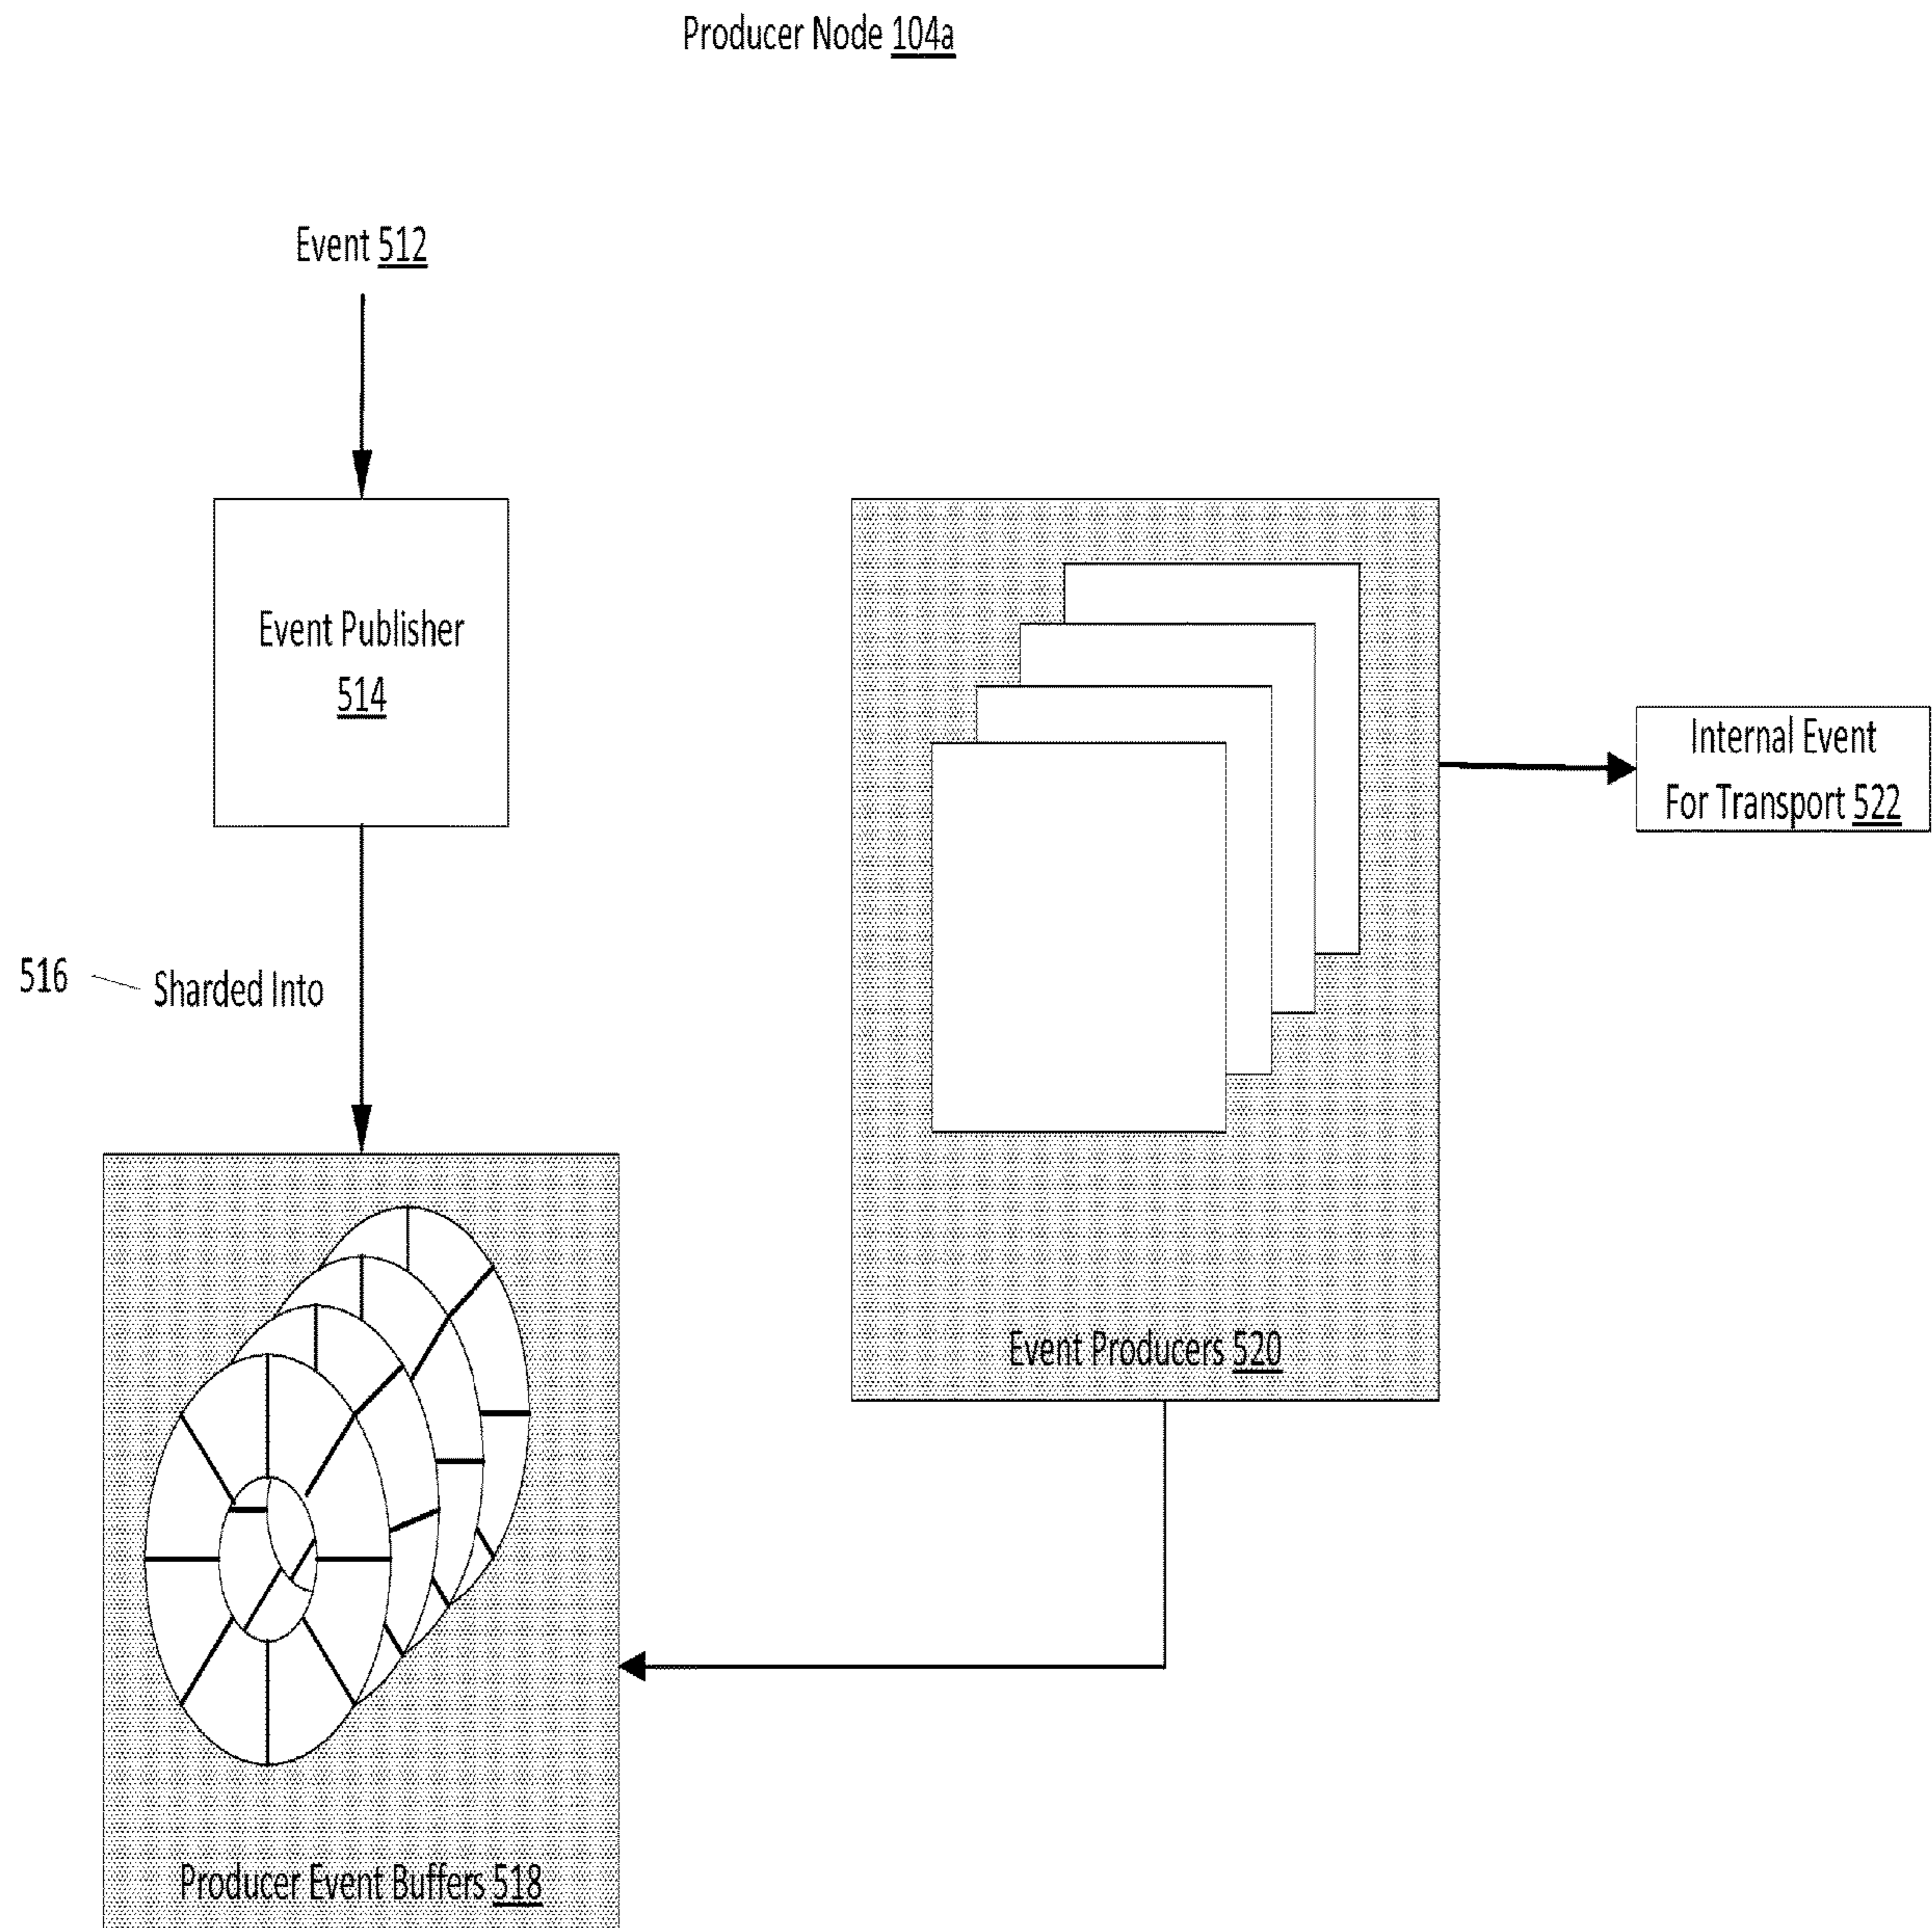 Producer Node 104a
Event 512
Event Publisher
514
Internal Event
For Transport 522
516
Sharded Into
Event Producers 520
Producer Event Buffers 518